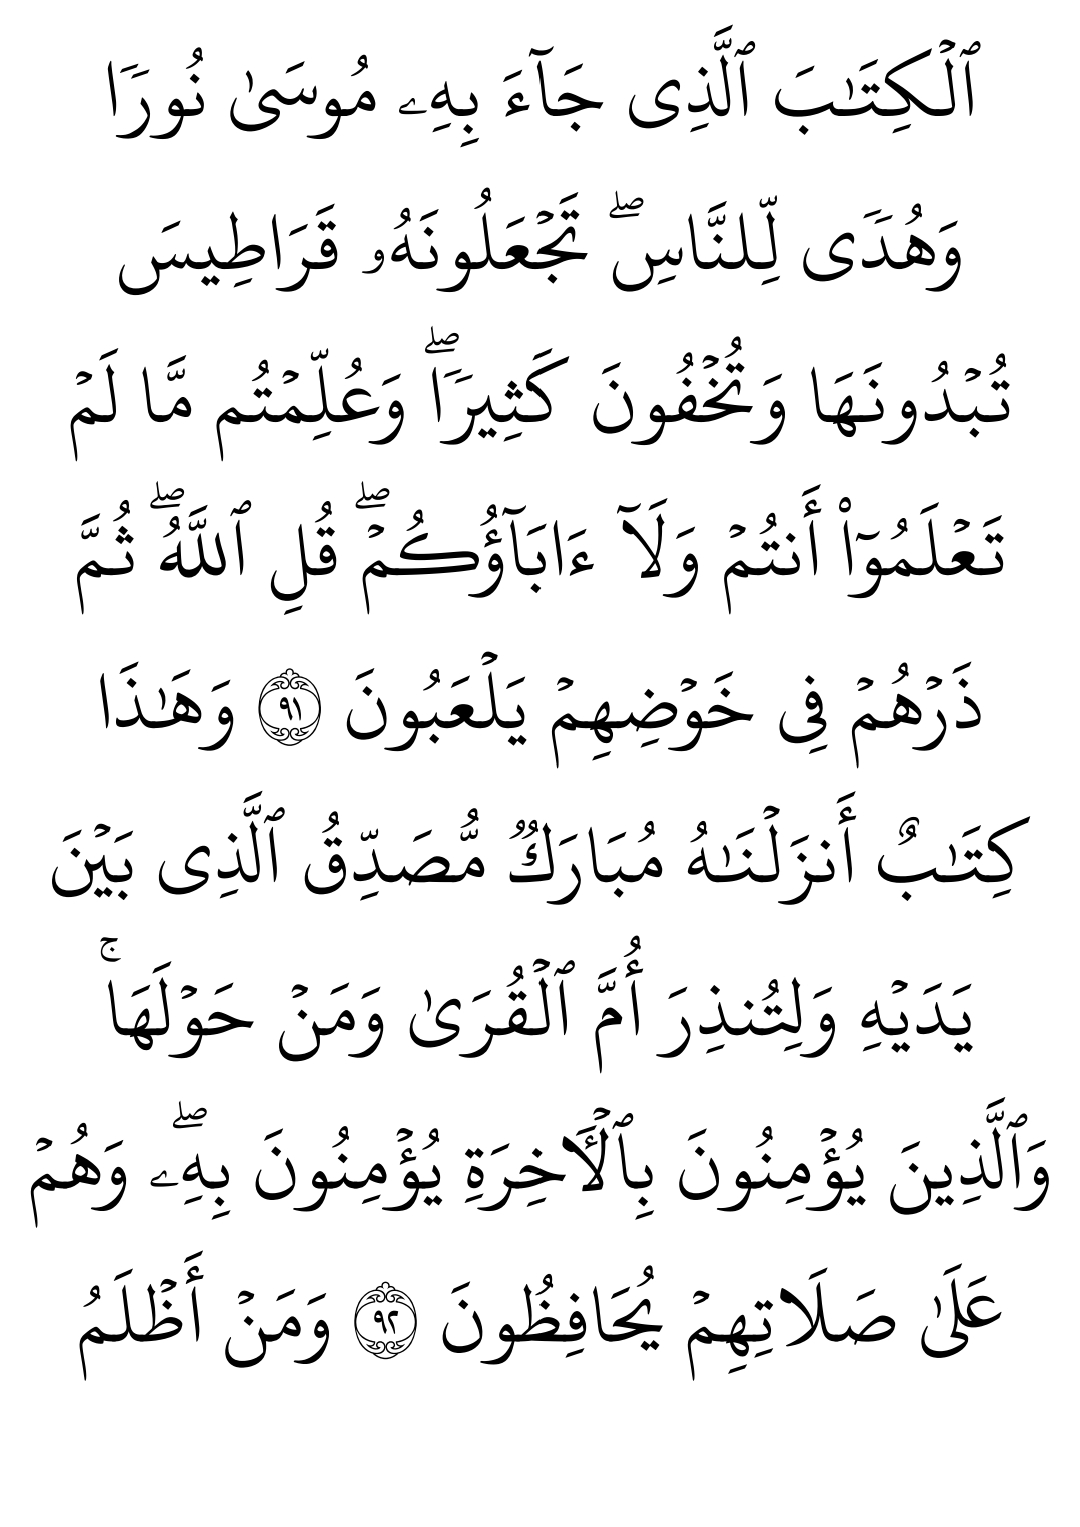 ٱلۡكِتَٰبَ ٱلَّذِي جَآءَ بِهِۦ مُوسَىٰ نُورٗا
وَهُدٗى لِّلنَّاسِۖ تَجۡعَلُونَهُۥ قَرَاطِيسَ
تُبۡدُونَهَا وَتُخۡفُونَ كَثِيرٗاۖ وَعُلِّمۡتُم مَّا لَمۡ
تَعۡلَمُوٓاْ أَنتُمۡ وَلَآ ءَابَآؤُكُمۡۖ قُلِ ٱللَّهُۖ ثُمَّ
ذَرۡهُمۡ فِي خَوۡضِهِمۡ يَلۡعَبُونَ ٩١ وَهَٰذَا
كِتَٰبٌ أَنزَلۡنَٰهُ مُبَارَكٞ مُّصَدِّقُ ٱلَّذِي بَيۡنَ
يَدَيۡهِ وَلِتُنذِرَ أُمَّ ٱلۡقُرَىٰ وَمَنۡ حَوۡلَهَاۚ
وَٱلَّذِينَ يُؤۡمِنُونَ بِٱلۡأٓخِرَةِ يُؤۡمِنُونَ بِهِۦۖ وَهُمۡ
عَلَىٰ صَلَاتِهِمۡ يُحَافِظُونَ ٩٢ وَمَنۡ أَظۡلَمُ